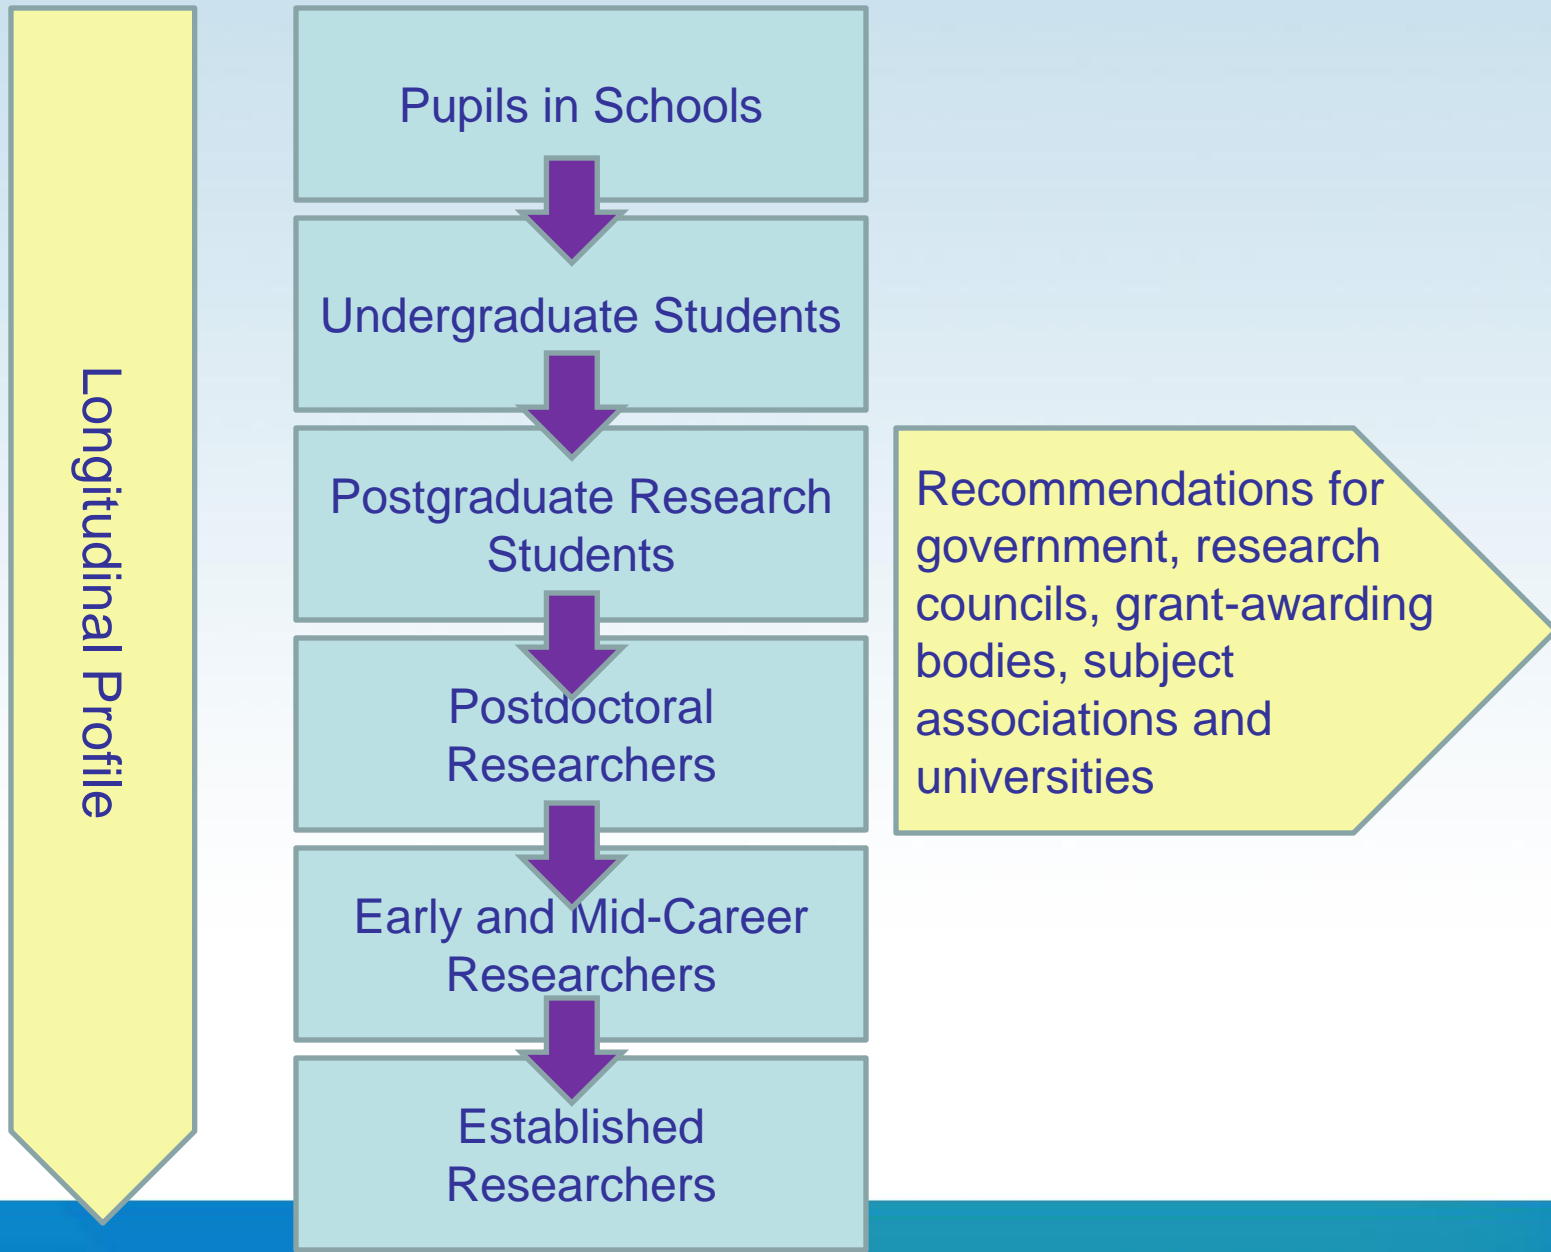 Longitudinal Profile
Pupils in Schools
Undergraduate Students
Postgraduate Research
Students
Postdoctoral
Researchers
Early and Mid-Career
Researchers
Established
Researchers
Recommendations for
government, research
councils, grant-awarding
bodies, subject
associations and
universities